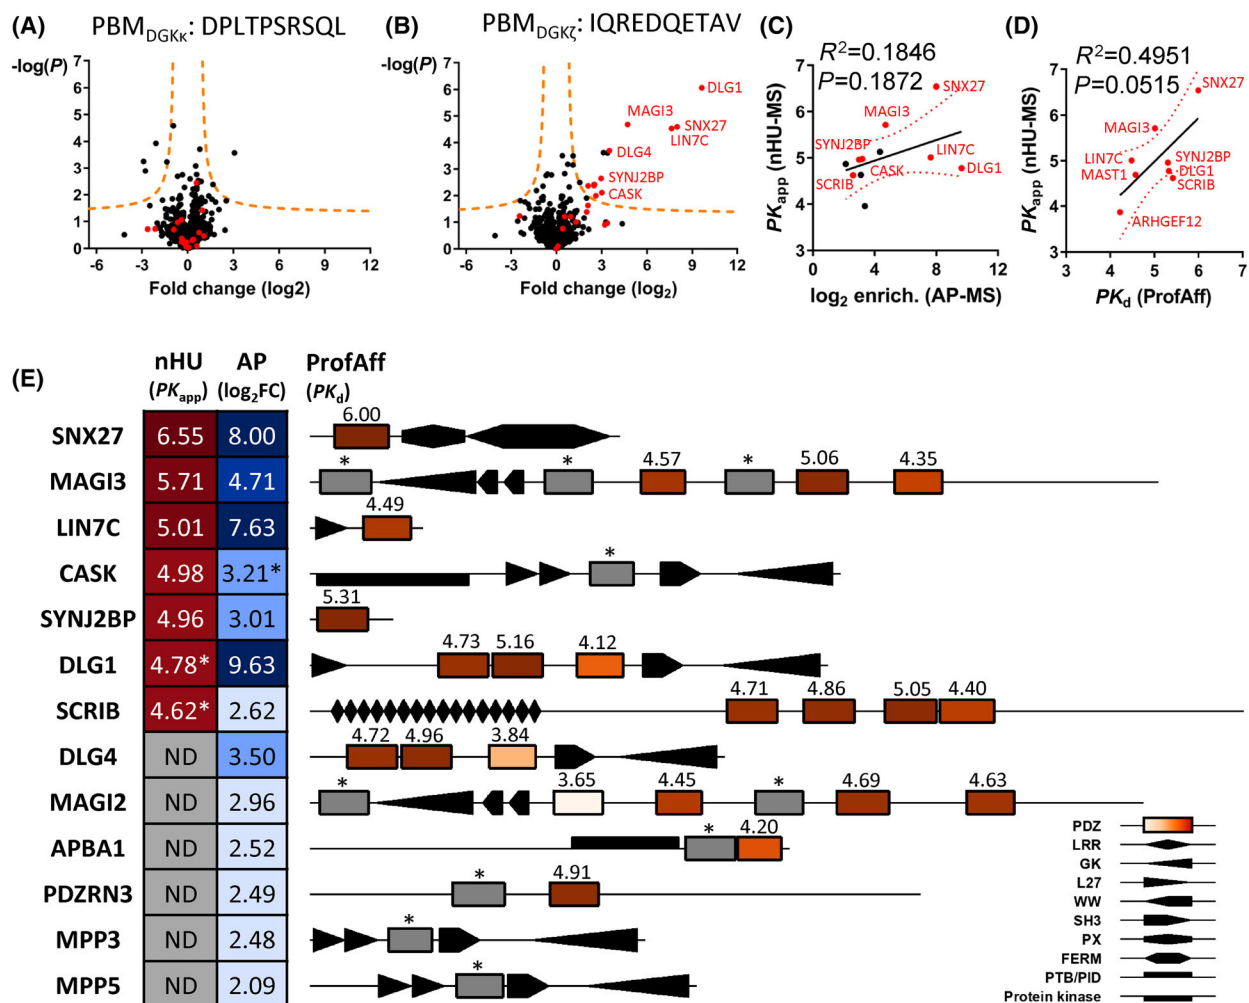 (A) PBM DGKκ: DPLTPSRSQL
-log(P)
7
6
5
4
3
2
1
0
-6 -3 0 3 6 9 12
Fold change (log2)
(B) PBM DGKζ: IQREDQETAV
-log(P)
7
6
5
4
3
2
1
0
DLG1
MAGI3
SNX27
LIN7C
DLG4
SYNJ2BP
CASK
-6 -3 0 3 6 9 12
Fold change (log2)
(C)
R2=0.1846
P=0.1872
PKapp (nHU-MS)
7
6
5
4
3
SNX27
MAGI3
SYNJ2BP
LIN7C
CASK
DLG1
SCRIB
0 4 8 12
log2 enrich. (AP-MS)
(D)
R2=0.4951
P=0.0515
PKapp (nHU-MS)
7
6
5
4
3
SNX27
MAGI3
LIN7C
SYNJ2BP
MAST1
DLG1
SCRIB
ARHGEF12
3 4 5 6 7
PKd (ProfAff)
(E)
nHU AP ProfAff
(PKapp) (log2FC) (PKd)
SNX27 6.55 8.00 6.00
MAGI3 5.71 4.71 * * 4.57 * 5.06 4.35
LIN7C 5.01 7.63 4.49
CASK 4.98 3.21* *
SYNJ2BP 4.96 3.01 5.31
DLG1 4.78* 9.63 4.73 5.16 4.12
SCRIB 4.62* 2.62 4.71 4.86 5.05 4.40
DLG4 ND 3.50 4.72 4.96 3.84
MAGI2 ND 2.96 * 3.65 4.45 * 4.69 4.63
APBA1 ND 2.52 * 4.20
PDZRN3 ND 2.49 * 4.91
MPP3 ND 2.48 *
MPP5 ND 2.09 *
PDZ
LRR
GK
L27
WW
SH3
PX
FERM
PTB/PID
Protein kinase